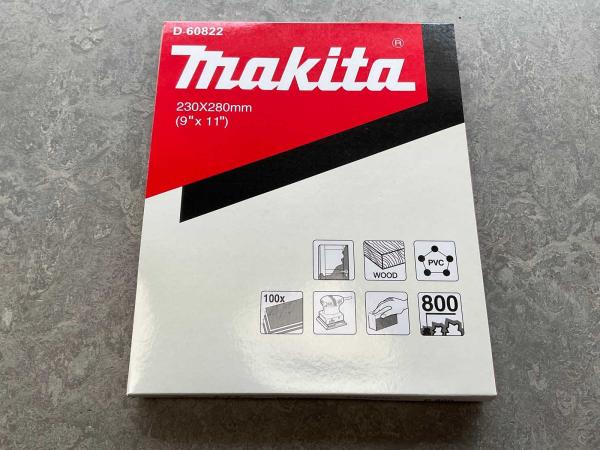 D-60822
makita®
230X280mm
(9" x 11")
WOOD
PVC
100x
800